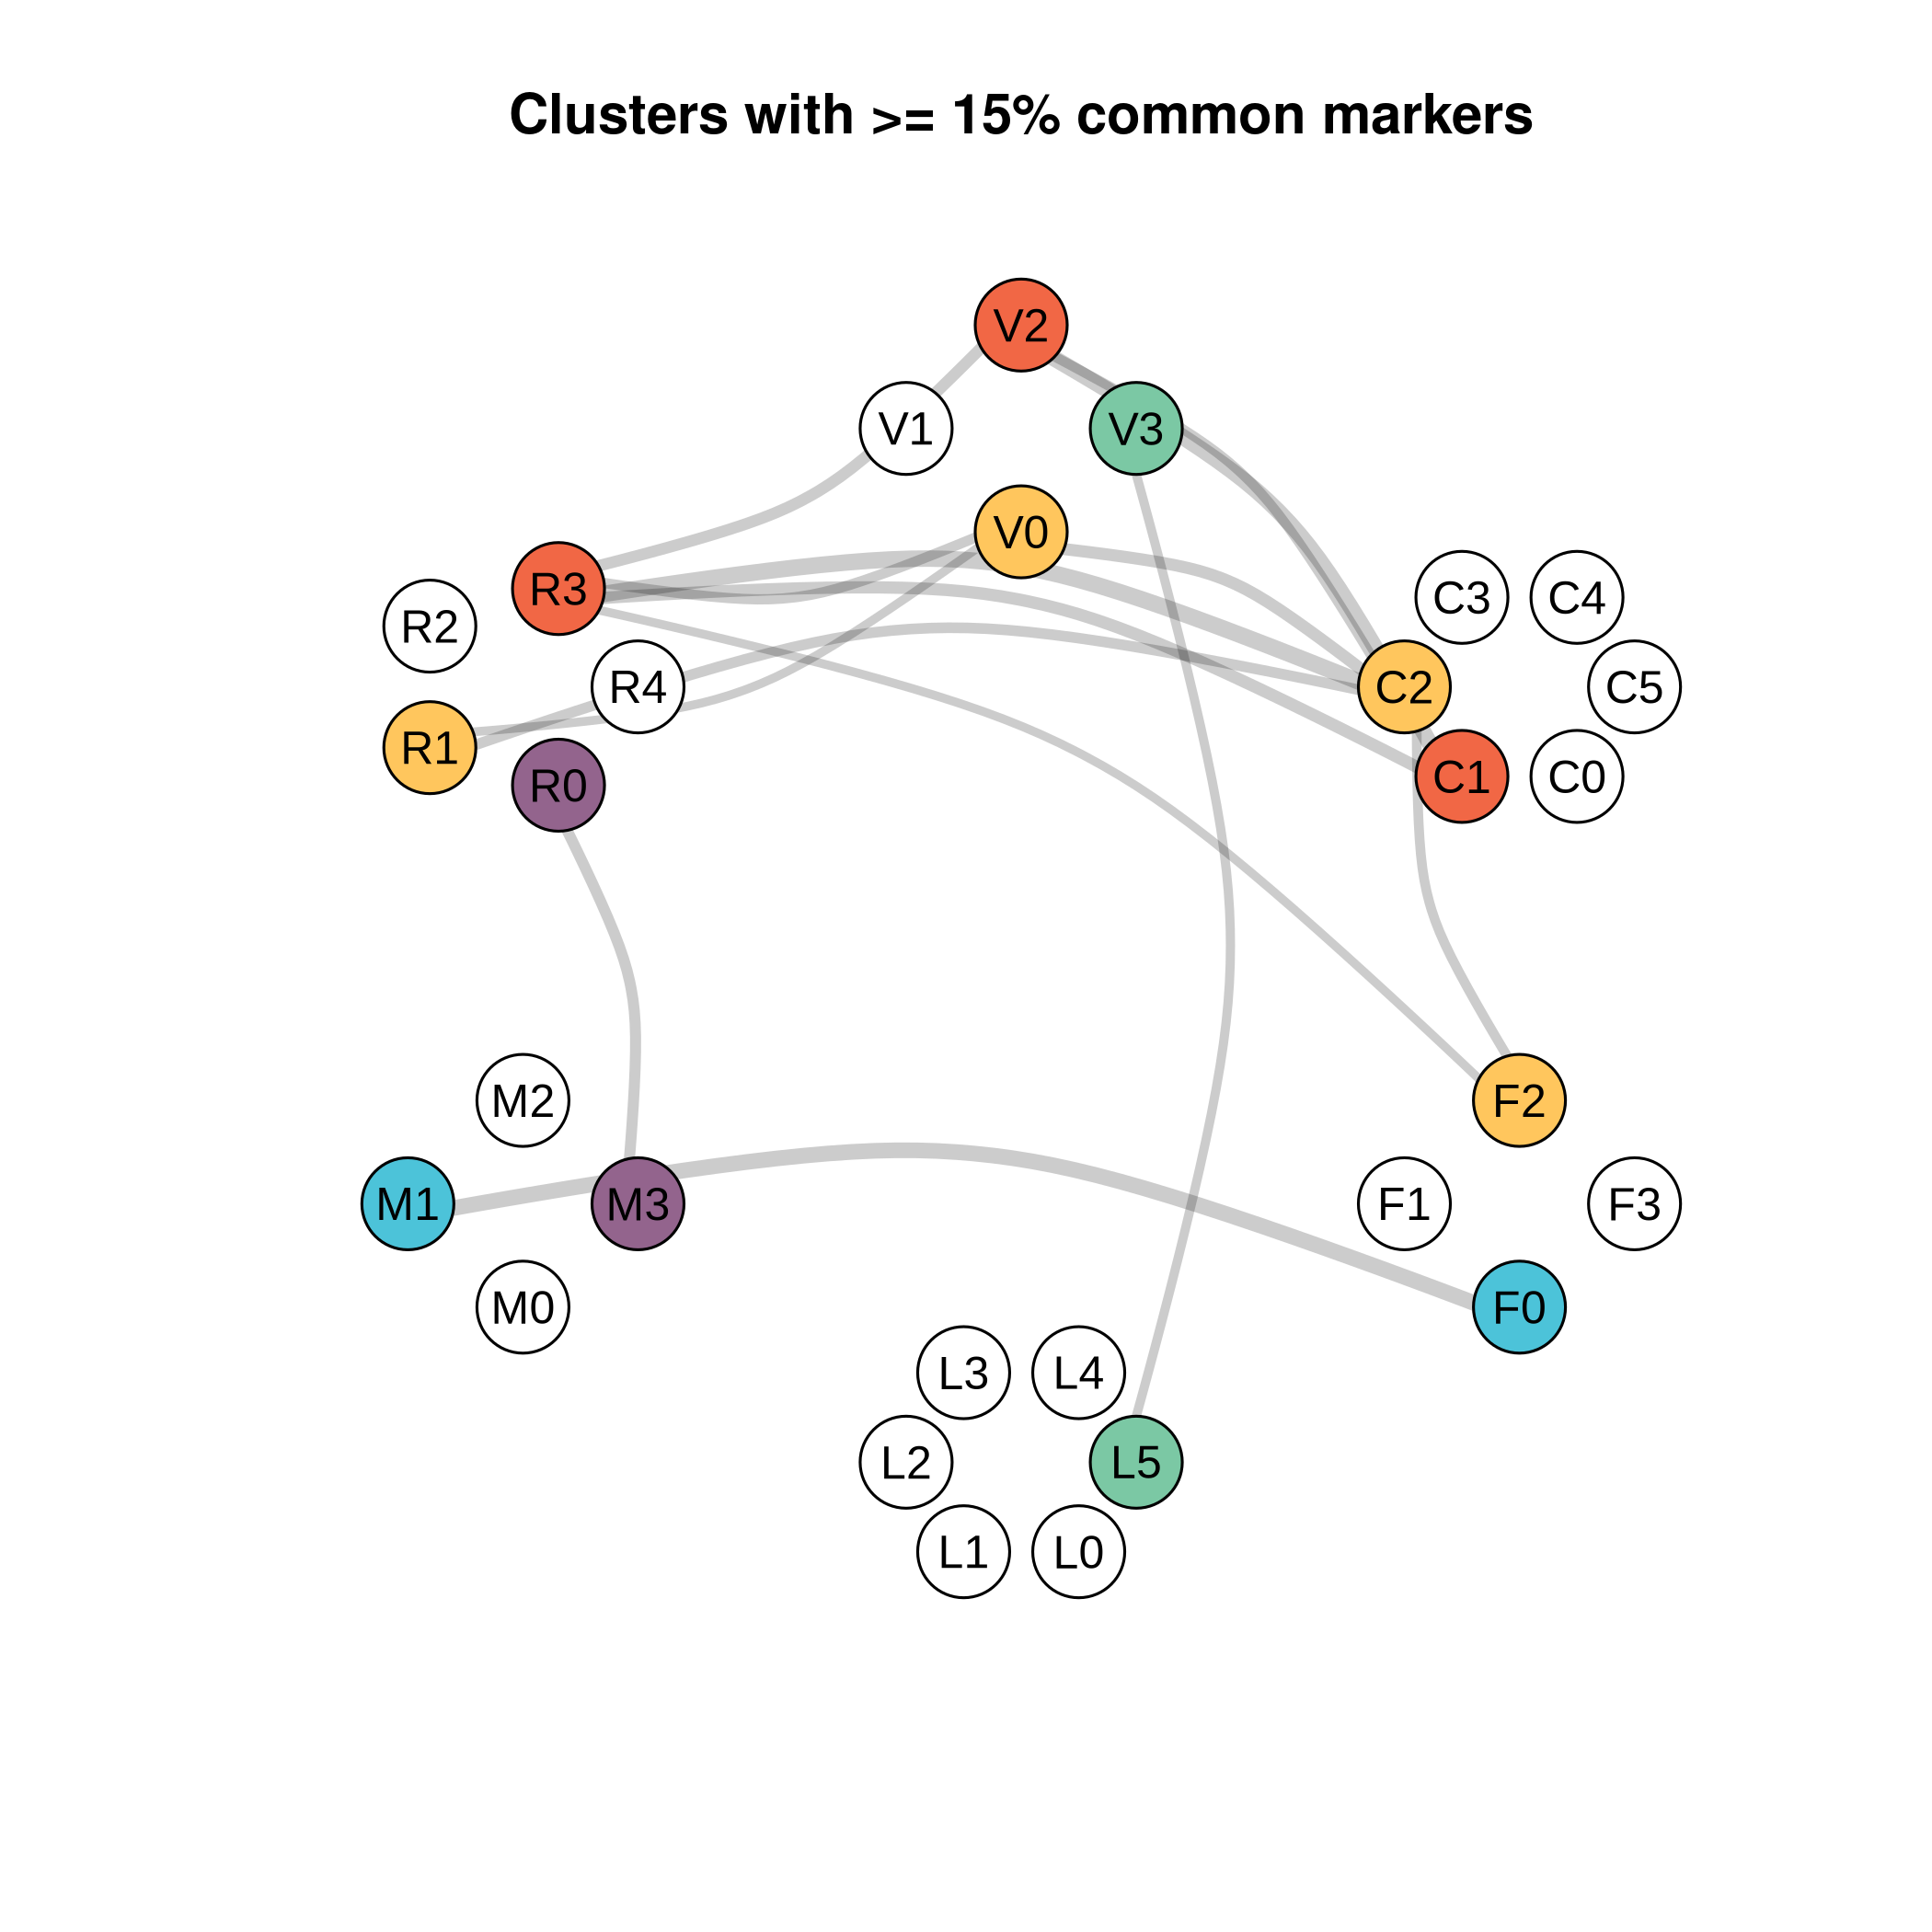 Clusters with >= 15% common markers
V2
V1
V3
V0
R3
R2
R4
R1
R0
C3
C4
C2
C5
C1
C0
M2
M1
M3
M0
F2
F1
F3
F0
L3
L4
L2
L5
L1
L0